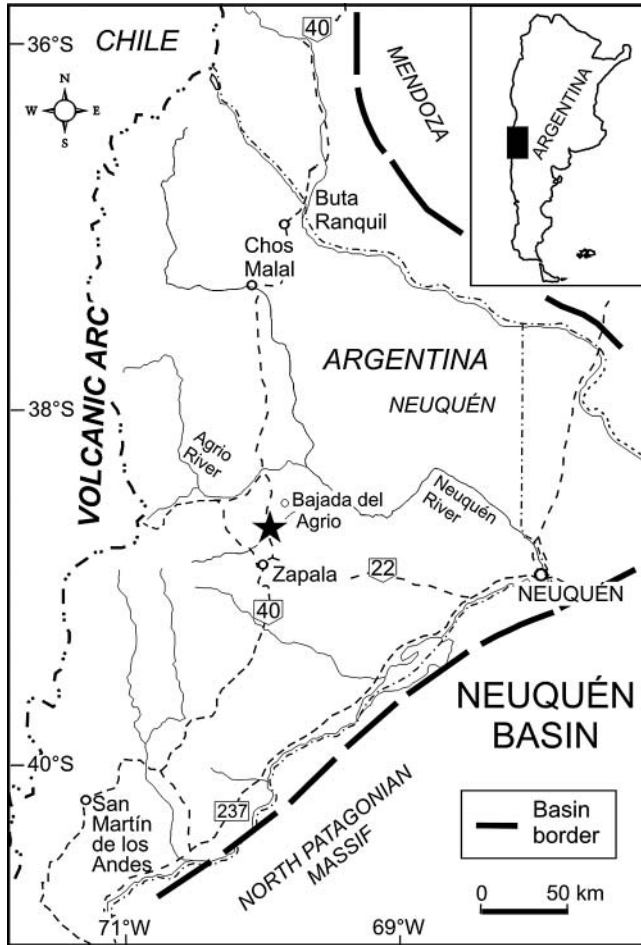 36°S
CHILE
40
MENDOZA
ARGENTINA
N
W E
S
Buta
Ranquil
Chos
Malal
VOLCANIC ARC
ARGENTINA
NEUQUÉN
38°S
Agrio
River
Bajada del
Agrio
Neuquén
River
Zapala
22
NEUQUÉN
40
NEUQUÉN
BASIN
40°S
San
Martín
de los
Andes
237
NORTH PATAGONIAN
MASSIF
Basin
border
0 50 km
71°W
69°W